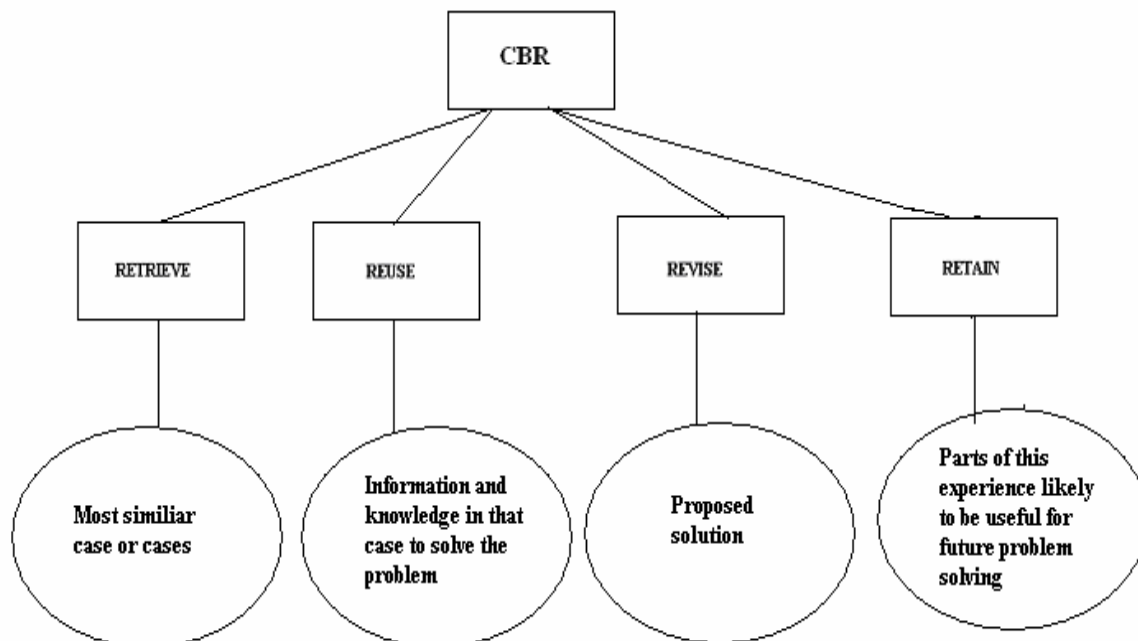 CBR
RETRIEVE
REUSE
REVISE
RETAIN
Most similiar
case or cases
Information and
knowledge in that
case to solve the
problem
Proposed
solution
Parts of this
experience likely
to be useful for
future problem
solving